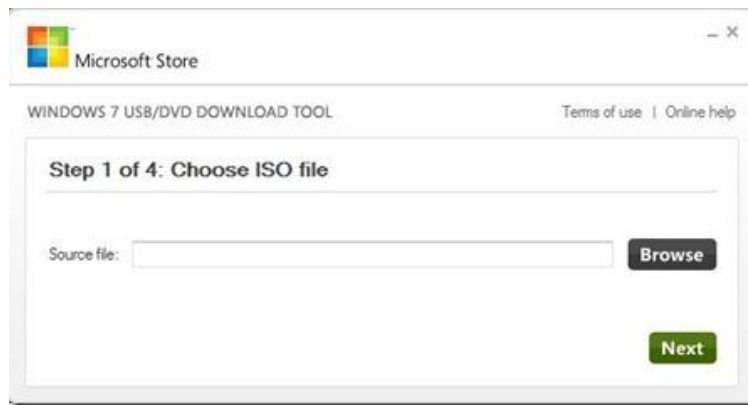 Microsoft Store
WINDOWS 7 USB/DVD DOWNLOAD TOOL
Terms of use | Online help
Step 1 of 4: Choose ISO file
Source file:
Browse
Next